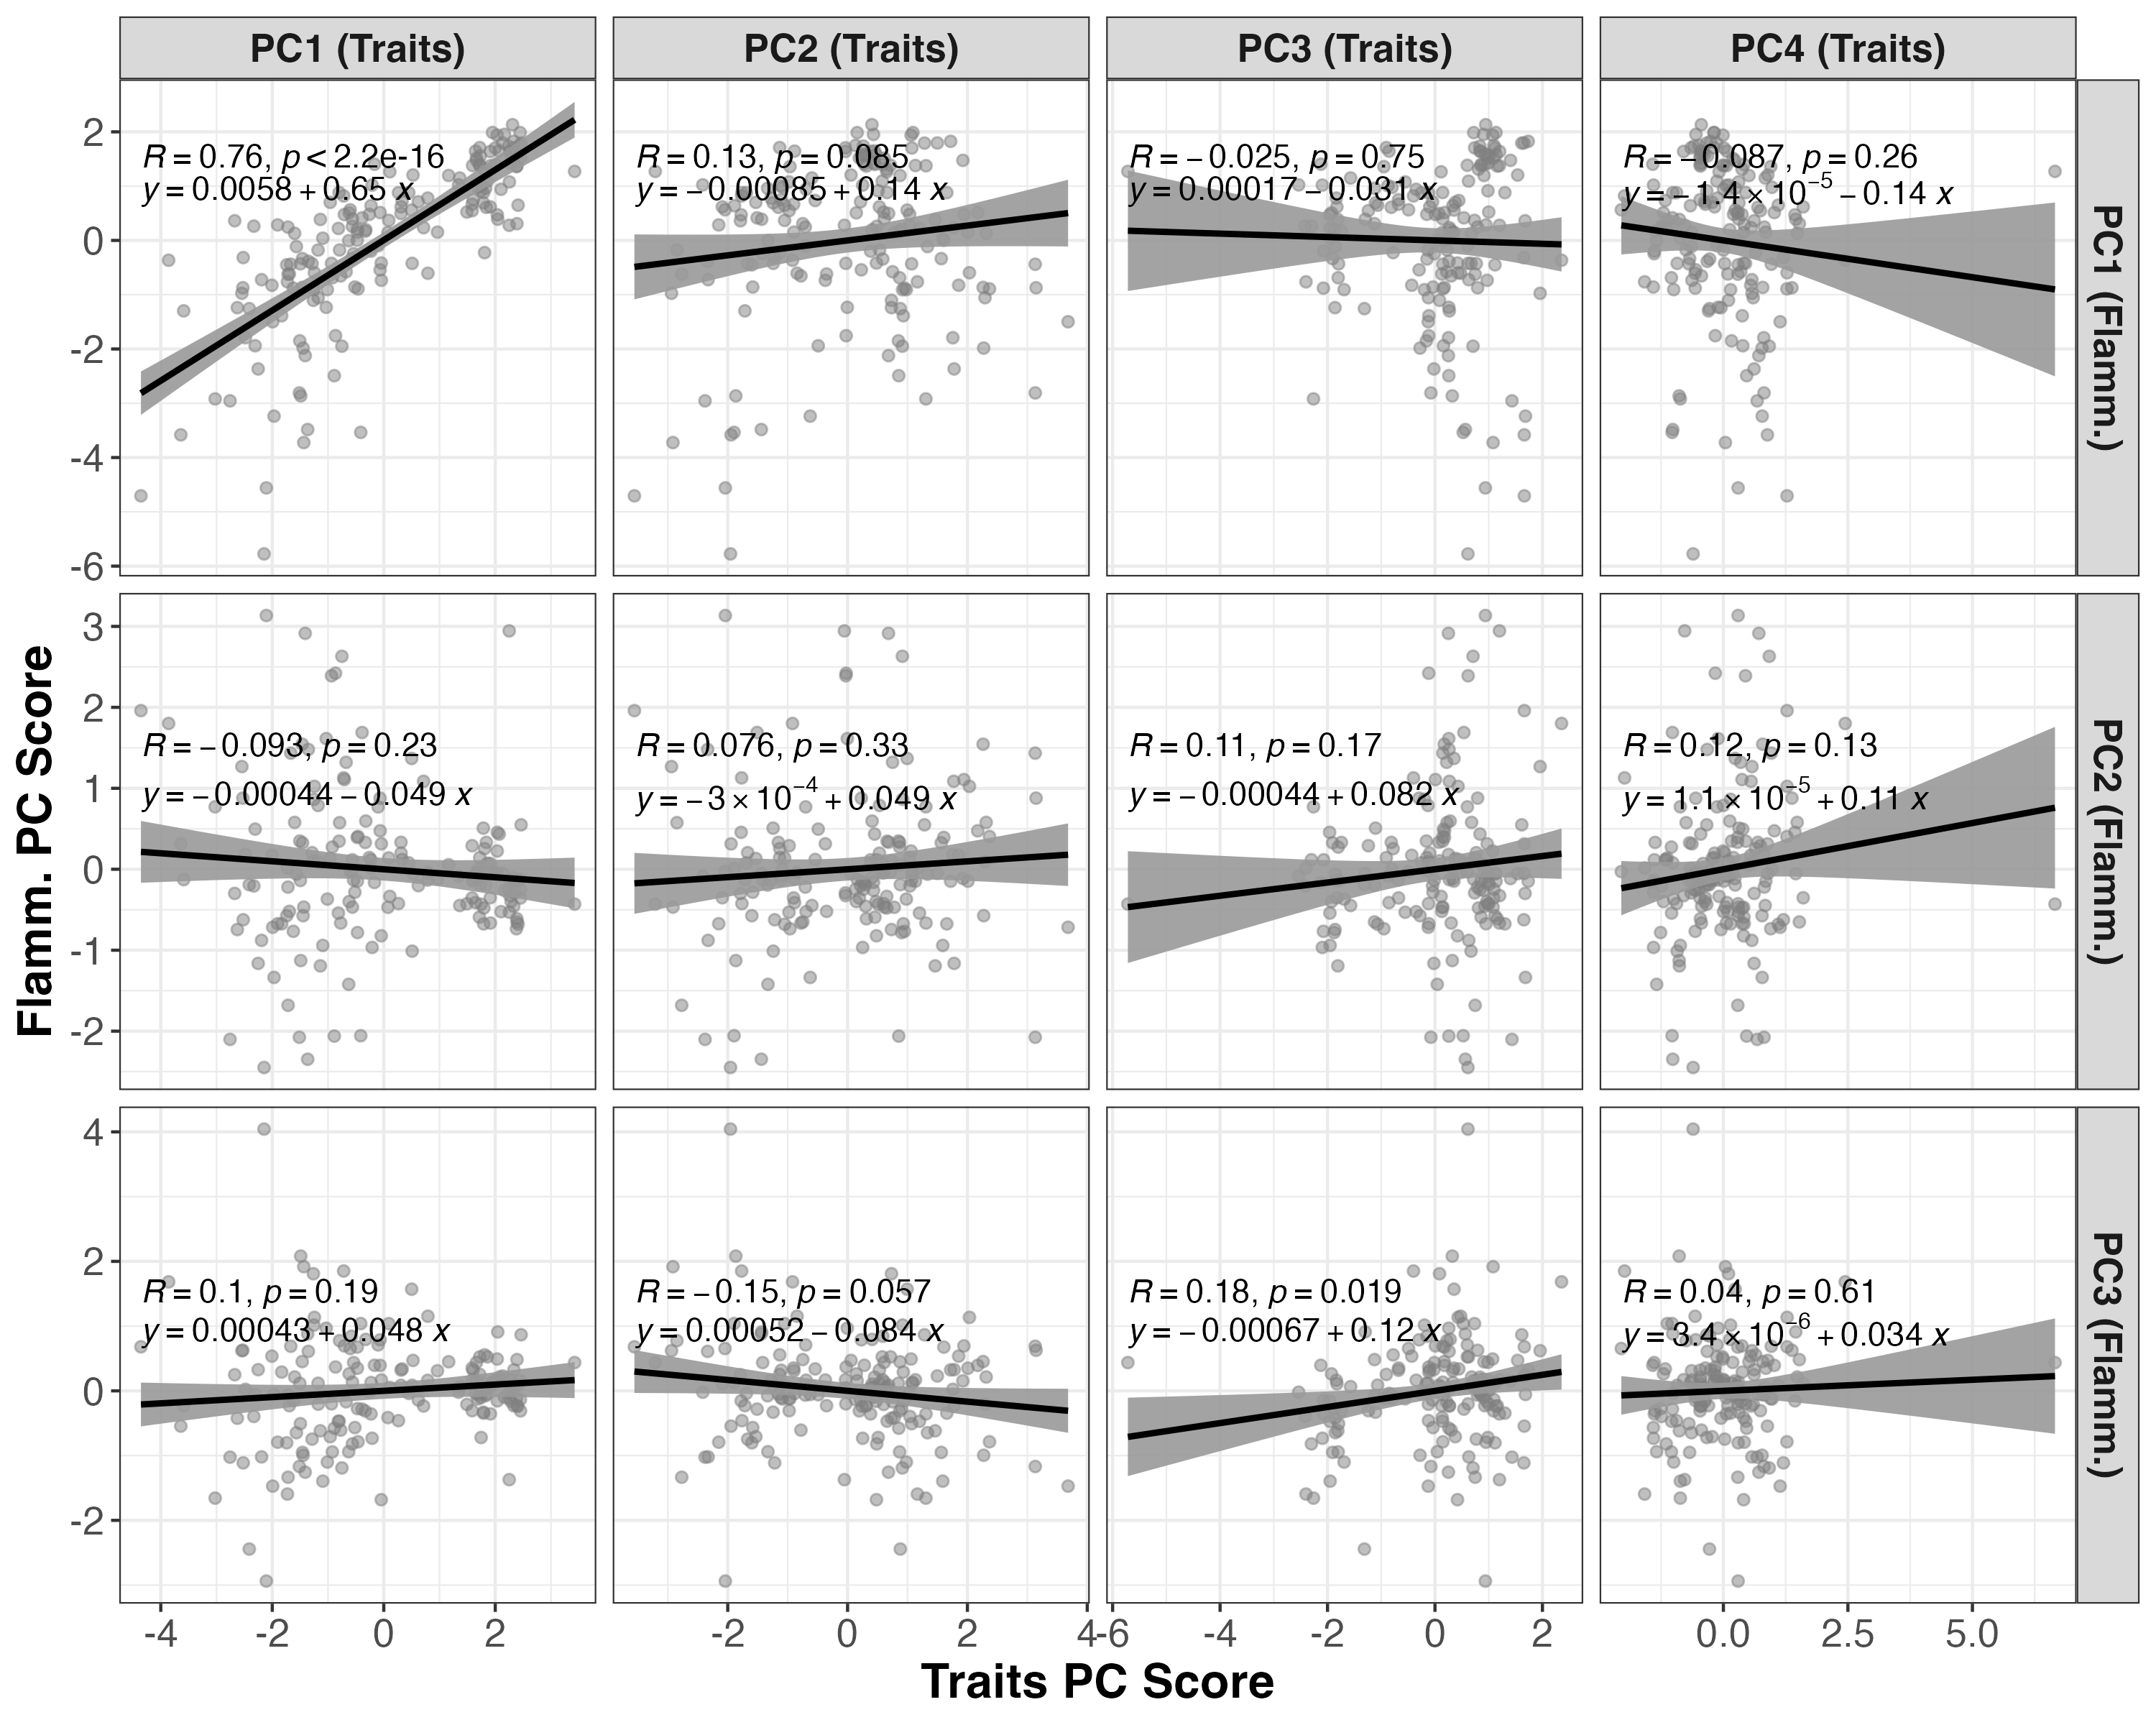 PC1 (Traits)
PC2 (Traits)
PC3 (Traits)
PC4 (Traits)
2
0
-2
-4
-6
R = 0.76, p < 2.2e-16
y = 0.0058 + 0.65 x
R = 0.13, p = 0.085
y = −0.00085 + 0.14 x
R = −0.025, p = 0.75
y = 0.00017 − 0.031 x
R = −0.087, p = 0.26
y = −1.4 × 10⁻⁵ − 0.14 x
PC1 (Flamm.)
Flamm. PC Score
3
2
1
0
-1
-2
R = −0.093, p = 0.23
y = −0.00044 − 0.049 x
R = 0.076, p = 0.33
y = −3 × 10⁻⁴ + 0.049 x
R = 0.11, p = 0.17
y = −0.00044 + 0.082 x
R = 0.12, p = 0.13
y = 1.1 × 10⁻⁵ + 0.11 x
PC2 (Flamm.)
4
2
0
-2
R = 0.1, p = 0.19
y = 0.00043 + 0.048 x
R = −0.15, p = 0.057
y = 0.00052 − 0.084 x
R = 0.18, p = 0.019
y = −0.00067 + 0.12 x
R = 0.04, p = 0.61
y = 3.4 × 10⁻⁶ + 0.034 x
PC3 (Flamm.)
-4 -2 0 2
-2 0 2 4
-6 -4 -2 0 2
0.0 2.5 5.0
Traits PC Score